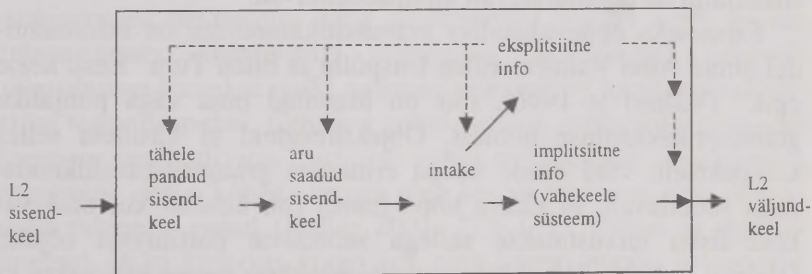 eksplitsiitne
info
L2
sisend-
keel
tähele
pandud
sisend-
keel
aru
saadud
sisend-
keel
intake
implitsiitne
info
(vahekeele
süsteem)
L2
väljund-
keel